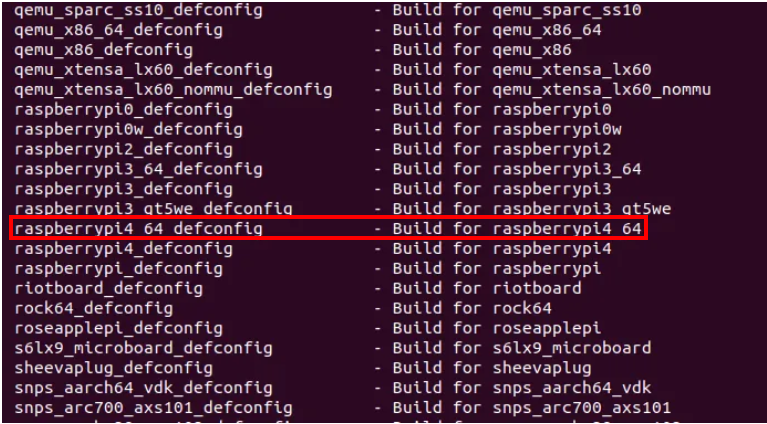 qemu_sparc_ss10_defconfig - Build for qemu_sparc_ss10
qemu_x86_64_defconfig - Build for qemu_x86_64
qemu_x86_defconfig - Build for qemu_x86
qemu_xtensa_lx60_defconfig - Build for qemu_xtensa_lx60
qemu_xtensa_lx60_nommu_defconfig - Build for qemu_xtensa_lx60_nommu
raspberrypi0_defconfig - Build for raspberrypi0
raspberrypi0w_defconfig - Build for raspberrypi0w
raspberrypi2_defconfig - Build for raspberrypi2
raspberrypi3_64_defconfig - Build for raspberrypi3_64
raspberrypi3_defconfig - Build for raspberrypi3
raspberrypi3_qt5we_defconfig - Build for raspberrypi3_qt5we
raspberrypi4_64_defconfig - Build for raspberrypi4_64
raspberrypi4_defconfig - Build for raspberrypi4
raspberrypi_defconfig - Build for raspberrypi
riotboard_defconfig - Build for riotboard
rock64_defconfig - Build for rock64
roseapplepi_defconfig - Build for roseapplepi
s6lx9_microboard_defconfig - Build for s6lx9_microboard
sheevaplug_defconfig - Build for sheevaplug
snps_aarch64_vdk_defconfig - Build for snps_aarch64_vdk
snps_arc700_axs101_defconfig - Build for snps_arc700_axs101